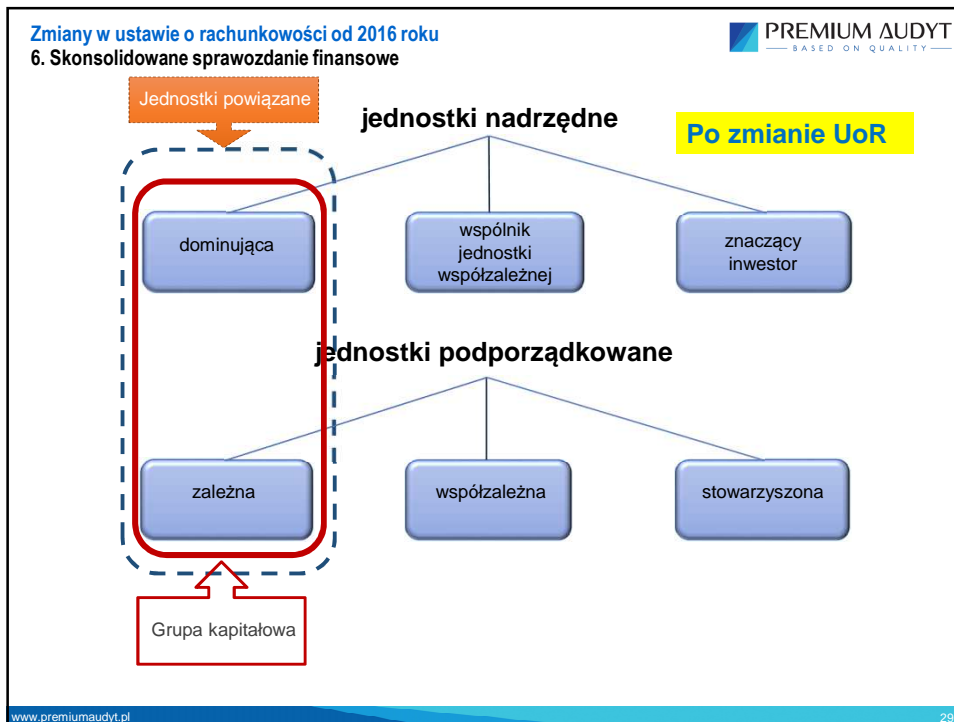 Zmiany w ustawie o rachunkowości od 2016 roku
6. Skonsolidowane sprawozdanie finansowe
PREMIUM AUDYT
BASED ON QUALITY
Jednostki powiązane
jednostki nadrzędne
Po zmianie UoR
dominująca
wspólnik
jednostki
współzależnej
znaczący
inwestor
jednostki podporządkowane
zależna
współzależna
stowarzyszona
Grupa kapitałowa
www.premiumaudyt.pl
29